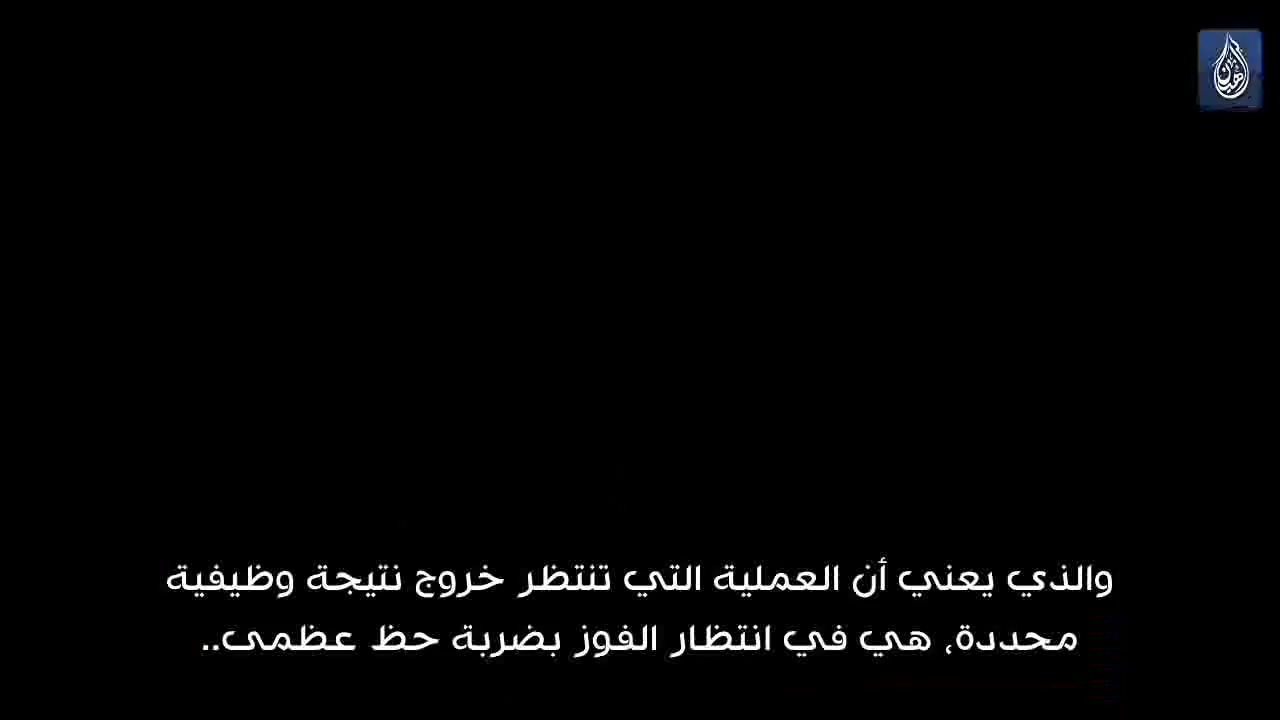 والذي يعني أن العملية التي تنتظر خروج نتيجة وظيفية
محددة، هي في انتظار الفوز بضربة حظ عظمى..